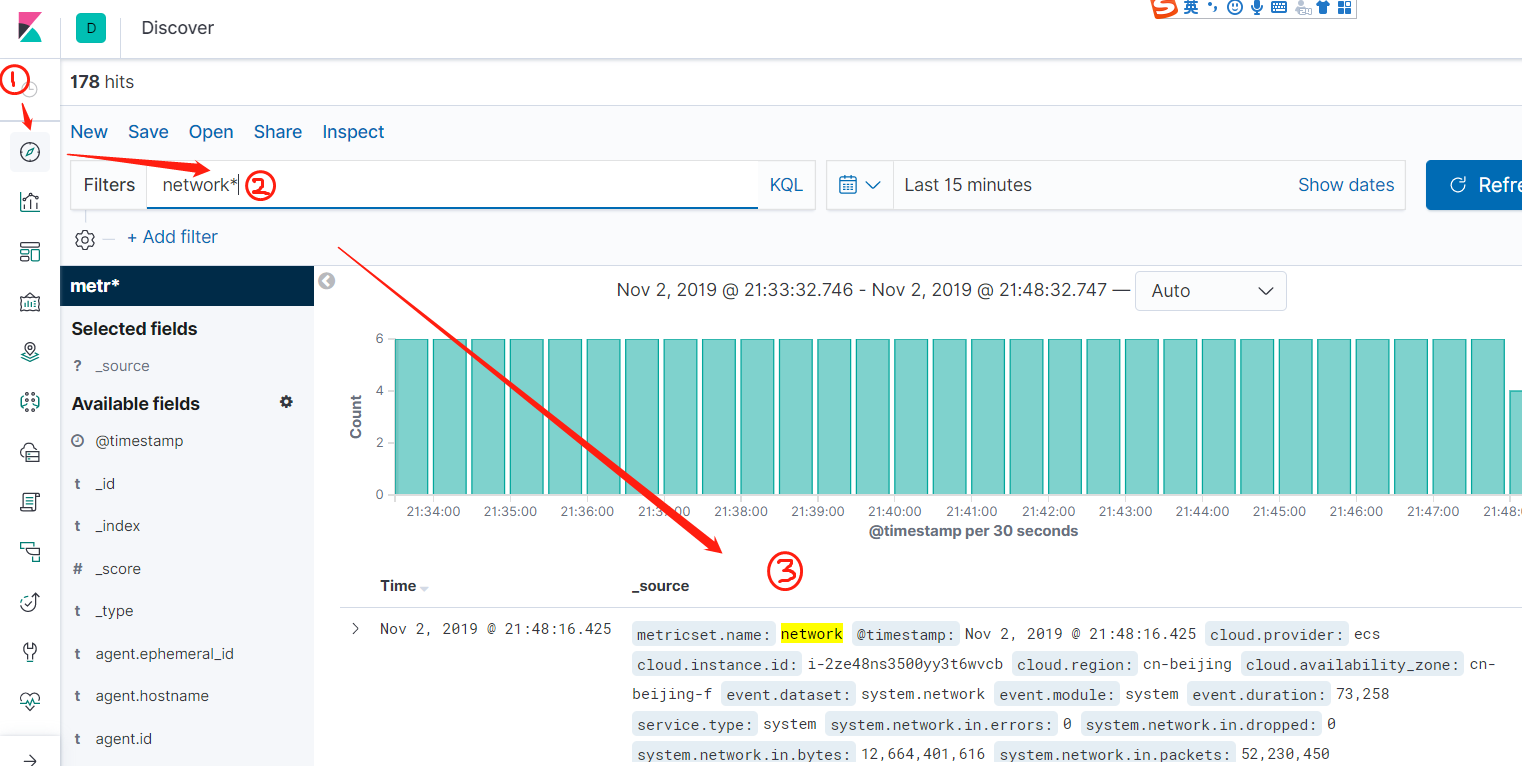 英
D Discover
①
178 hits
New Save Open Share Inspect
Filters network* ② KQL Last 15 minutes Show dates
+ Add filter
metr*
Nov 2, 2019 @ 21:33:32.746 - Nov 2, 2019 @ 21:48:32.747 — Auto
Selected fields
? _source
Available fields
@timestamp
t _id
t _index
# _score
t _type
t agent.ephemeral_id
t agent.hostname
t agent.id
Count
6
4
2
0
21:34:00 21:35:00 21:36:00 21:37:00 21:38:00 21:39:00 21:40:00 21:41:00 21:42:00 21:43:00 21:44:00 21:45:00 21:46:00 21:47:00
@timestamp per 30 seconds
③
Time _source
Nov 2, 2019 @ 21:48:16.425
metricset.name: network @timestamp: Nov 2, 2019 @ 21:48:16.425 cloud.provider: ecs
cloud.instance.id: i-2ze48ns3500yy3t6wvcb cloud.region: cn-beijing cloud.availability_zone: cn-
beijing-f event.dataset: system.network event.module: system event.duration: 73,258
service.type: system system.network.in.errors: 0 system.network.in.dropped: 0
system.network.in.bytes: 12,664,401,616 system.network.in.packets: 52,230,450